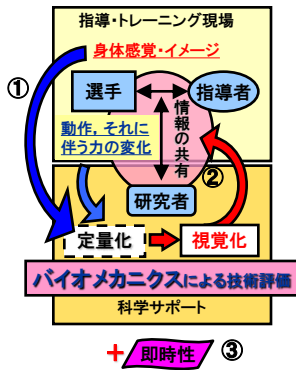 指導・トレーニング現場
身体感覚・イメージ
①
選手
指導者
情報の共有
動作,それに
伴う力の変化
②
研究者
定量化
視覚化
バイオメカニクスによる技術評価
科学サポート
+
即時性
③